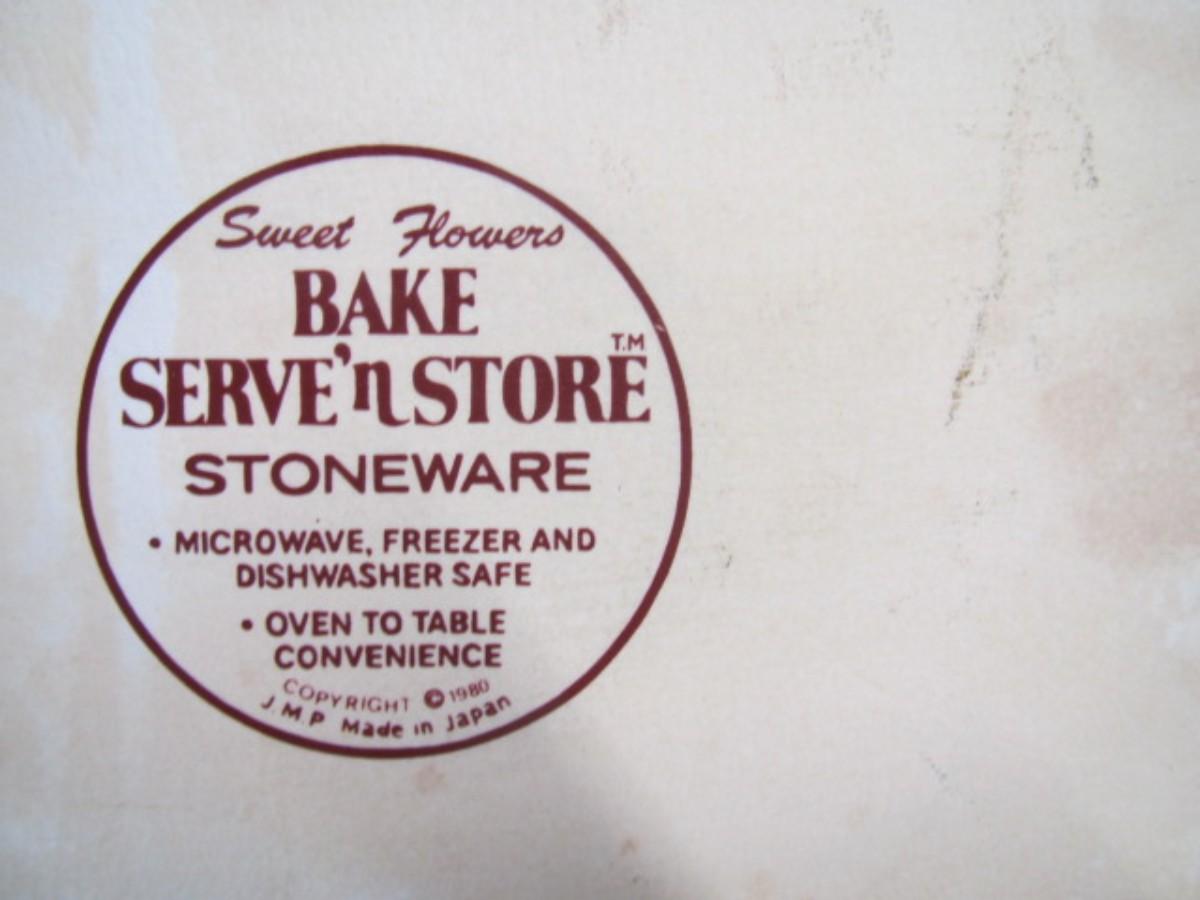 Sweet Flowers
BAKE
SERVE'n STORE T.M
STONEWARE
• MICROWAVE, FREEZER AND
DISHWASHER SAFE
• OVEN TO TABLE
CONVENIENCE
COPYRIGHT © 1980
J.M.P Made in Japan